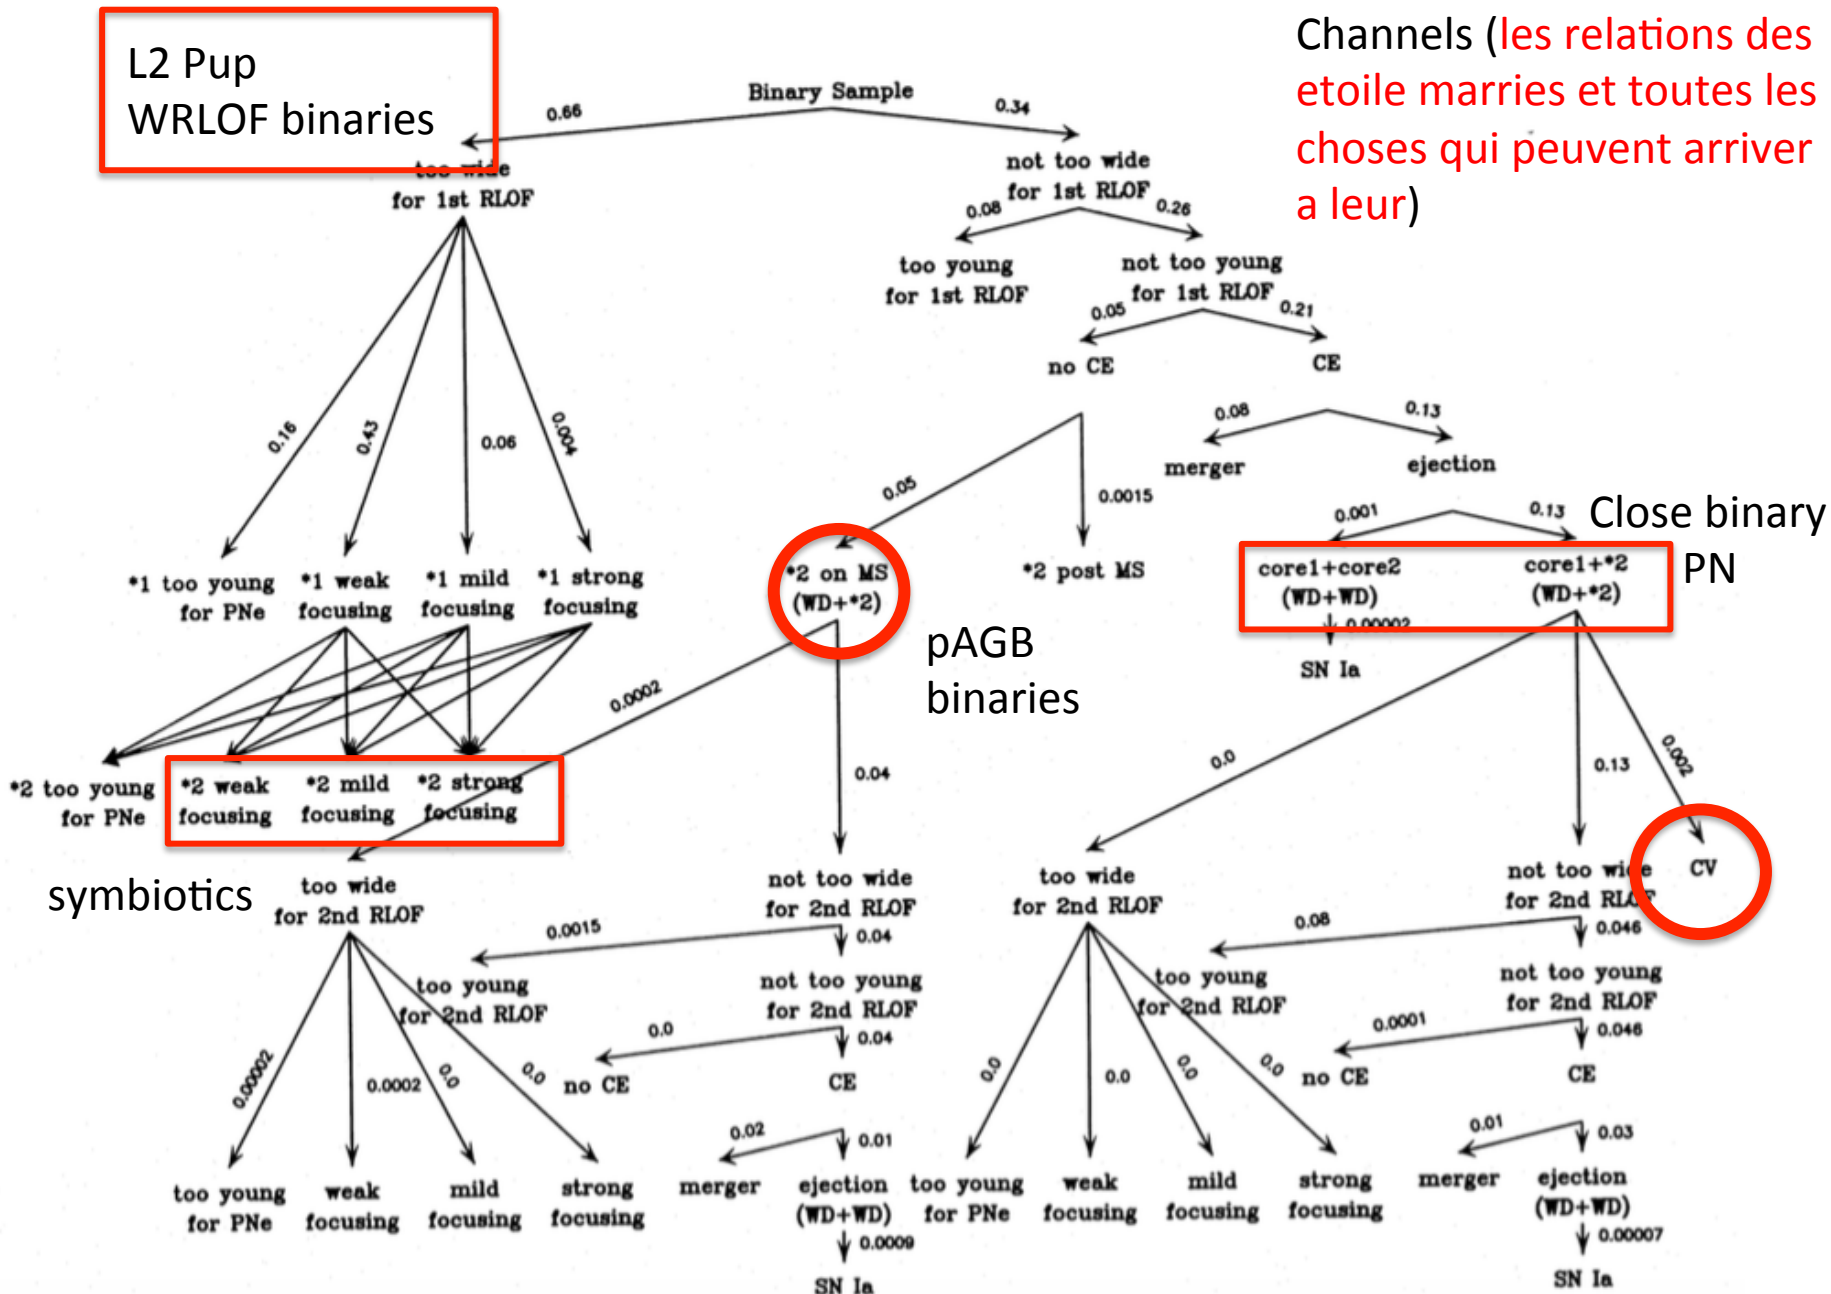 L2 Pup
WRLOF binaries
Channels (les relations des
etoile marries et toutes les
choses qui peuvent arriver
a leur)
Binary Sample
0.66
0.34
too wide
for 1st RLOF
not too wide
for 1st RLOF
0.08
0.26
too young
for 1st RLOF
not too young
for 1st RLOF
0.05
0.21
no CE
CE
0.08
0.13
merger
ejection
0.16
0.43
0.06
0.004
0.05
0.0015
0.001
0.13
Close binary
PN
*1 too young
for PNe
*1 weak
focusing
*1 mild
focusing
*1 strong
focusing
*2 on MS
(WD+*2)
*2 post MS
core1+core2
(WD+WD)
core1+*2
(WD+*2)
0.00002
SN Ia
pAGB
binaries
0.0002
0.04
0.0
0.13
0.002
*2 too young
for PNe
*2 weak
focusing
*2 mild
focusing
*2 strong
focusing
symbiotics
too wide
for 2nd RLOF
not too wide
for 2nd RLOF
too wide
for 2nd RLOF
not too wide
for 2nd RLOF
CV
0.0015
0.04
0.08
0.046
too young
for 2nd RLOF
not too young
for 2nd RLOF
too young
for 2nd RLOF
not too young
for 2nd RLOF
0.0
0.04
0.0001
0.046
no CE
CE
no CE
CE
0.00002
0.0002
0.0
0.0
0.0
0.0
0.0
0.0
0.02
0.01
0.01
0.03
too young
for PNe
weak
focusing
mild
focusing
strong
focusing
merger
ejection
(WD+WD)
too young
for PNe
weak
focusing
mild
focusing
strong
focusing
merger
ejection
(WD+WD)
0.0009
SN Ia
0.00007
SN Ia